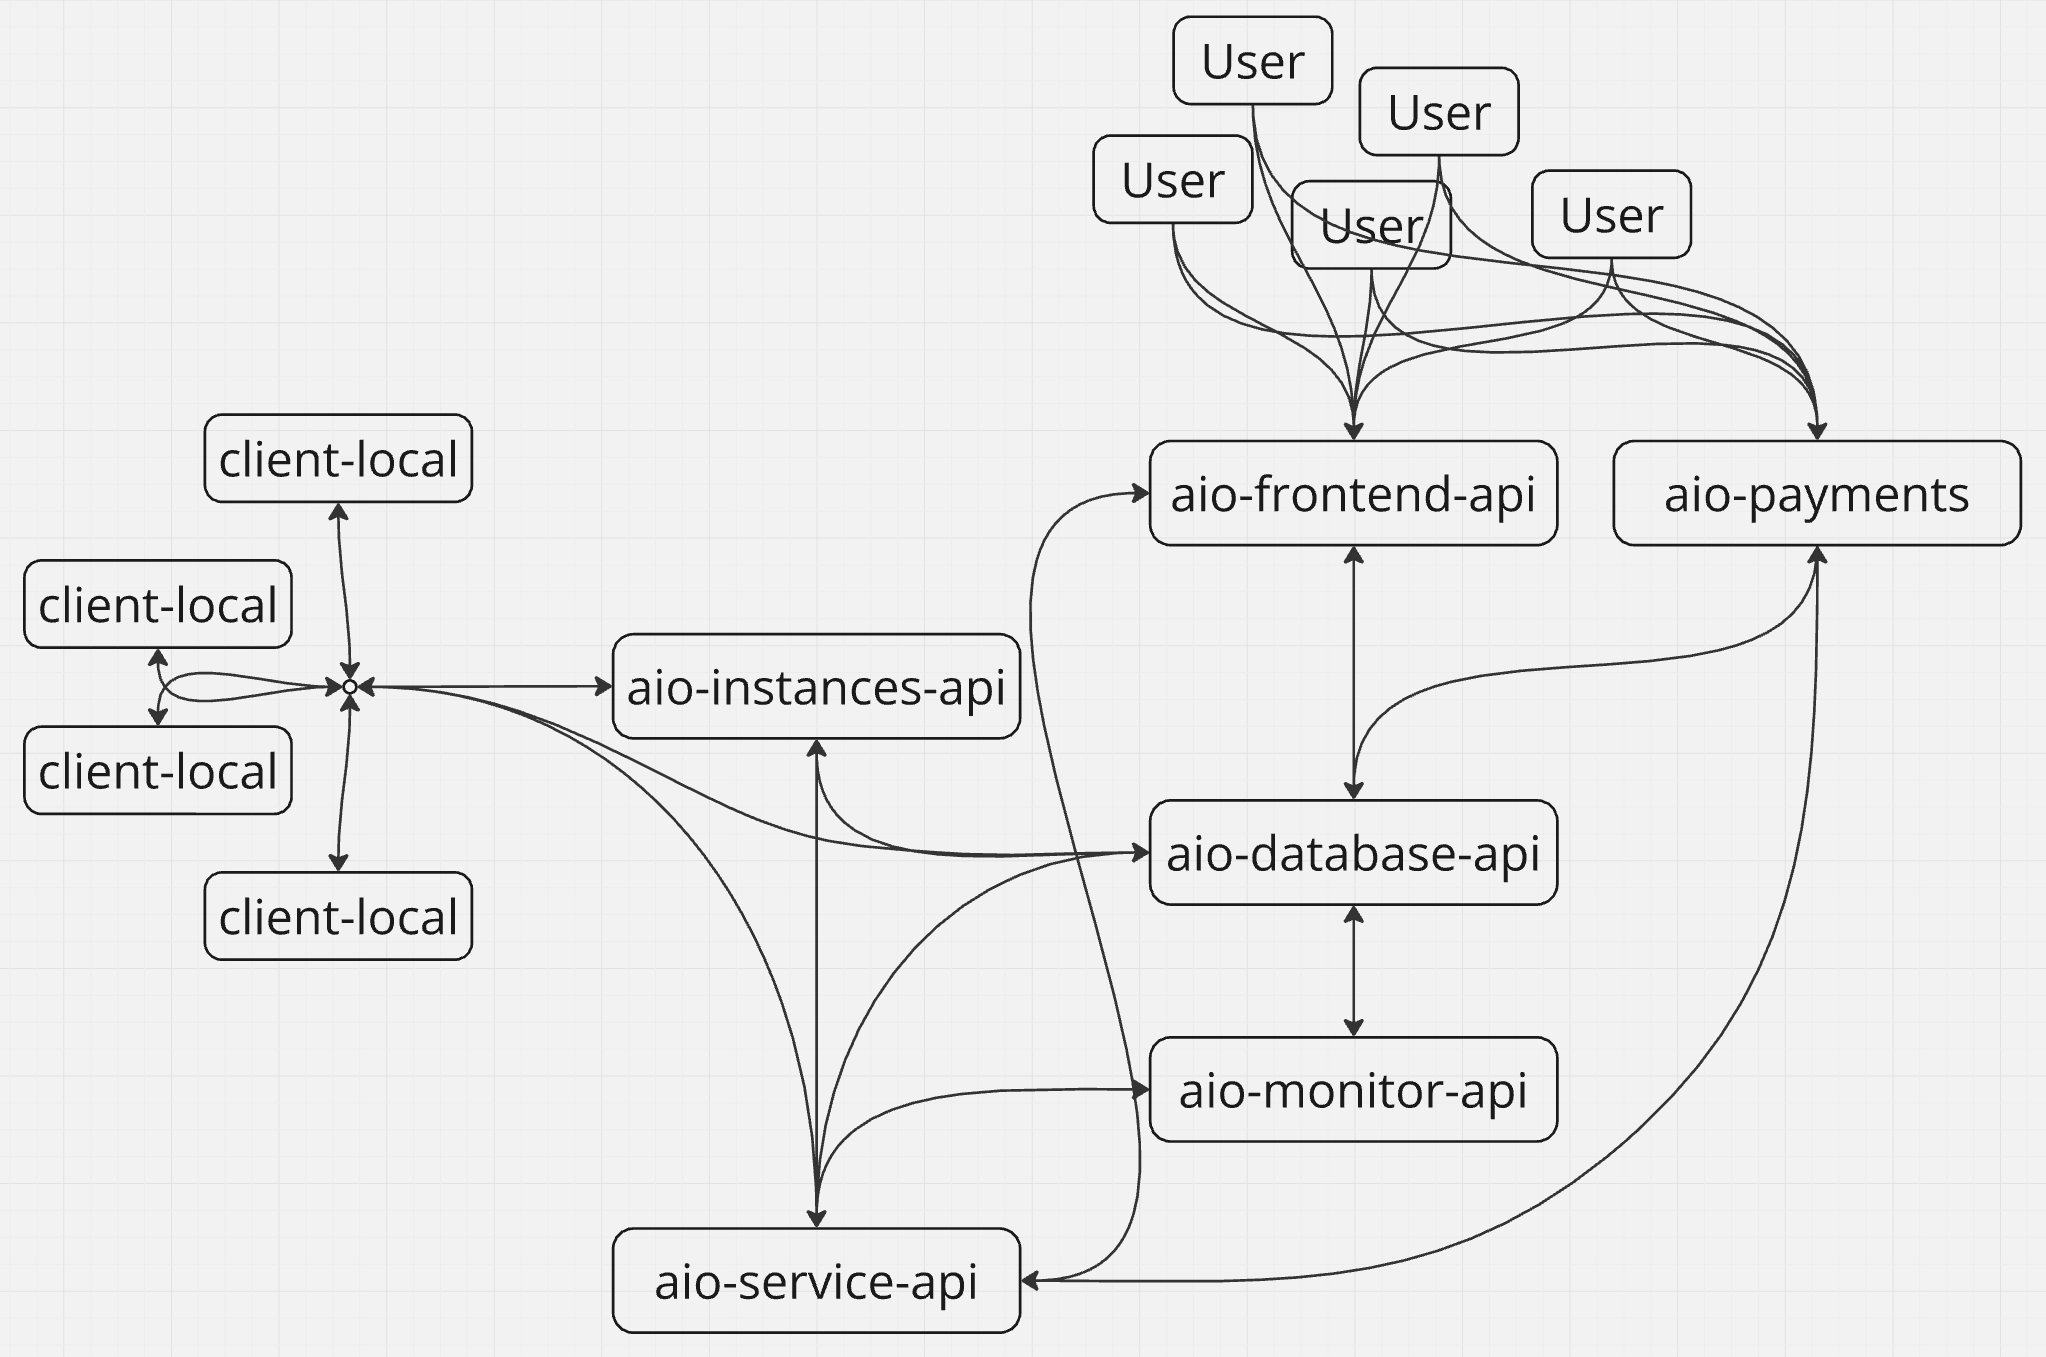 User
User
User
User
User
client-local
aio-frontend-api
aio-payments
client-local
aio-instances-api
client-local
aio-database-api
client-local
aio-monitor-api
aio-service-api